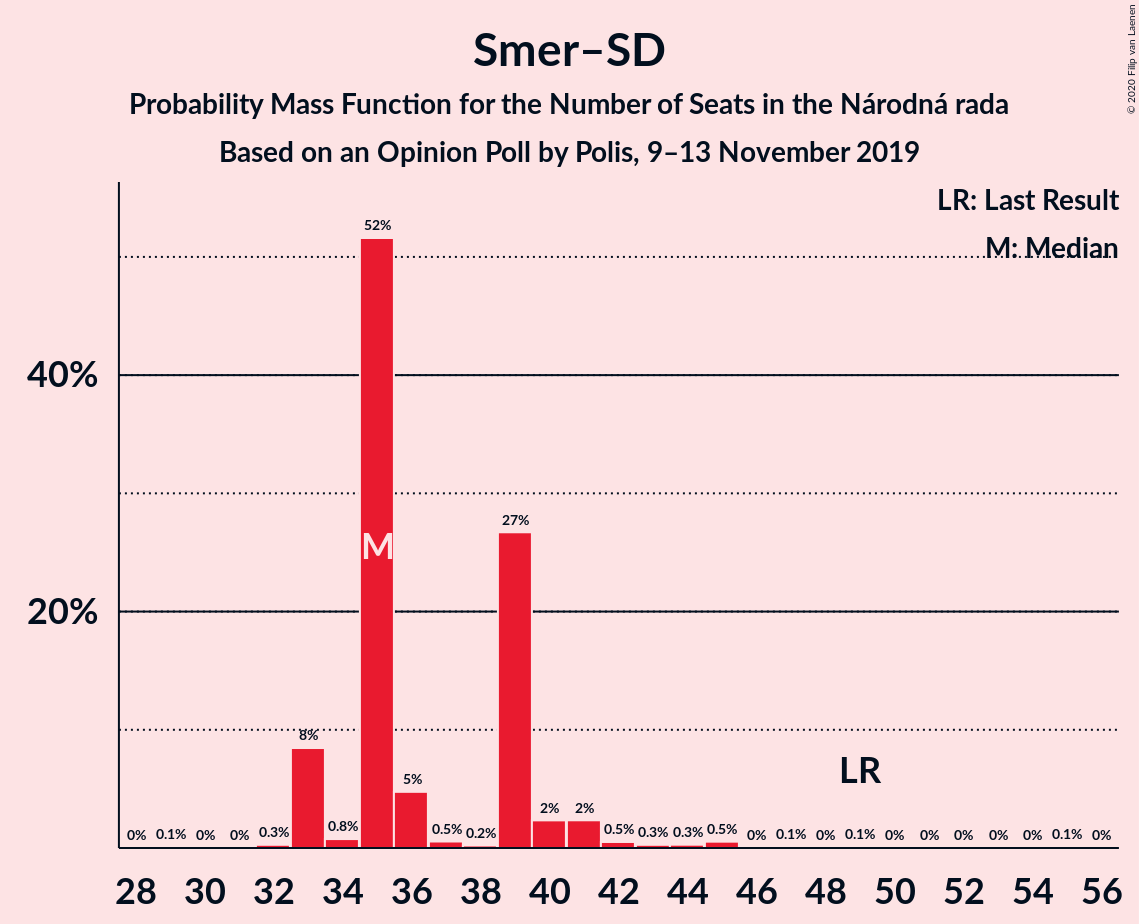 Smer–SD
Probability Mass Function for the Number of Seats in the Národná rada
Based on an Opinion Poll by Polis, 9–13 November 2019
© 2020 Filip van Laenen
LR: Last Result
M: Median
40%
20%
0% 0.1% 0% 0% 0.3% 8% 0.8% 52% 5% 0.5% 0.2% 27% 2% 2% 0.5% 0.3% 0.3% 0.5% 0% 0.1% 0% 0.1% 0% 0% 0% 0% 0% 0.1% 0%
M
LR
28 30 32 34 36 38 40 42 44 46 48 50 52 54 56